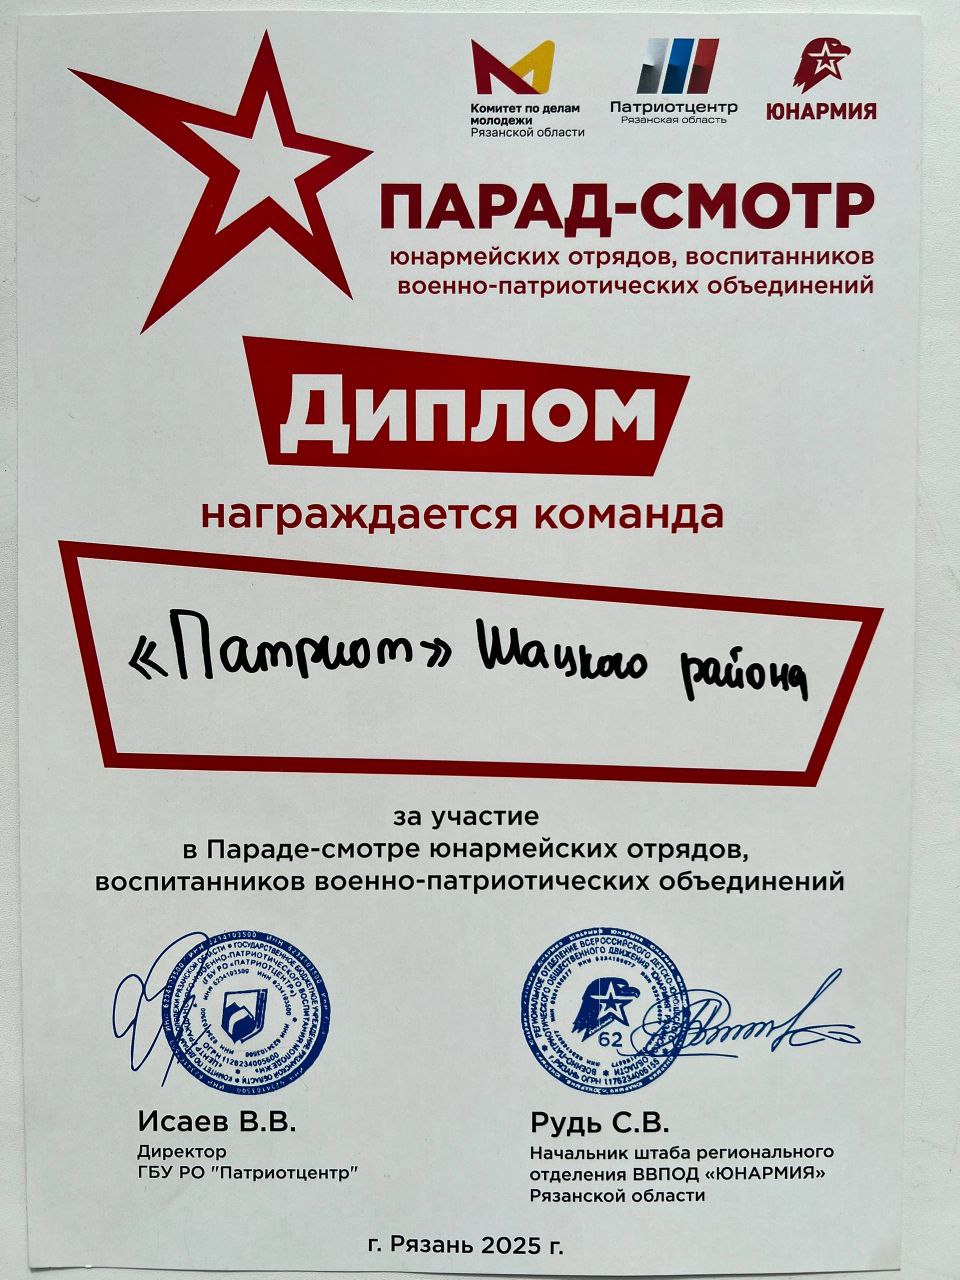 Комитет по делам
молодежи
Рязанской области
Патриотцентр
Рязанская область
ЮНАРМИЯ
ПАРАД-СМОТР
юнармейских отрядов, воспитанников
военно-патриотических объединений
Диплом
награждается команда
«Патриот» Шацкого района
за участие
в Параде-смотре юнармейских отрядов,
воспитанников военно-патриотических объединений
62
Исаев В.В.
Директор
ГБУ РО "Патриотцентр"
Рудь С.В.
Начальник штаба регионального
отделения ВВПОД «ЮНАРМИЯ»
Рязанской области
г. Рязань 2025 г.